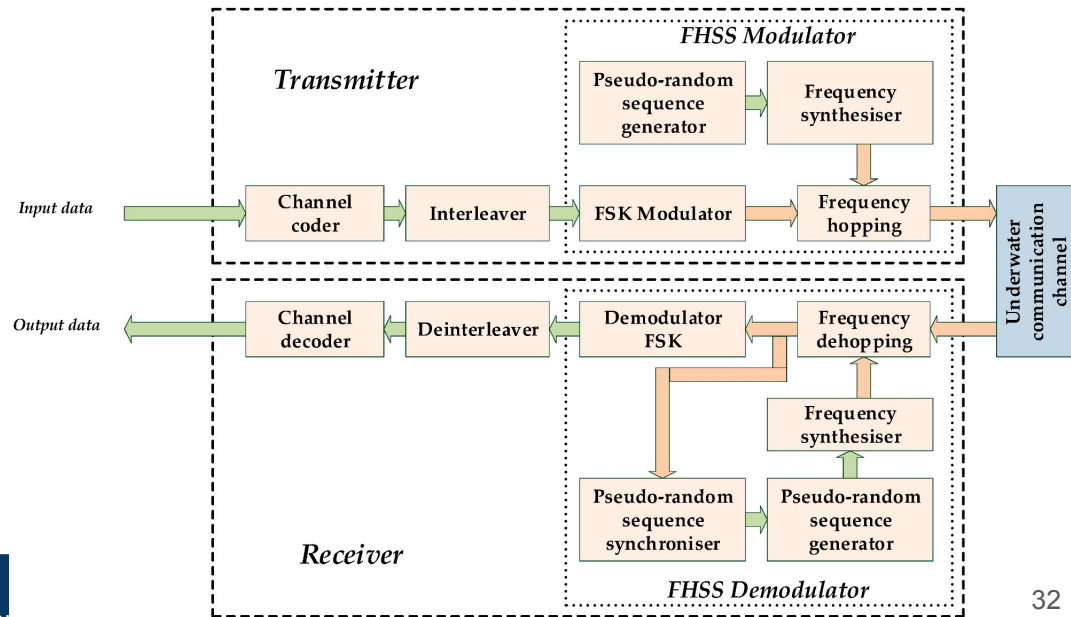 FHSS Modulator
Transmitter
Pseudo-random
sequence
generator
Frequency
synthesiser
Input data
Channel
coder
Interleaver
FSK Modulator
Frequency
hopping
Underwater
communication
channel
Output data
Channel
decoder
Deinterleaver
Demodulator
FSK
Frequency
dehopping
Frequency
synthesiser
Pseudo-random
sequence
synchroniser
Pseudo-random
sequence
generator
Receiver
FHSS Demodulator
32